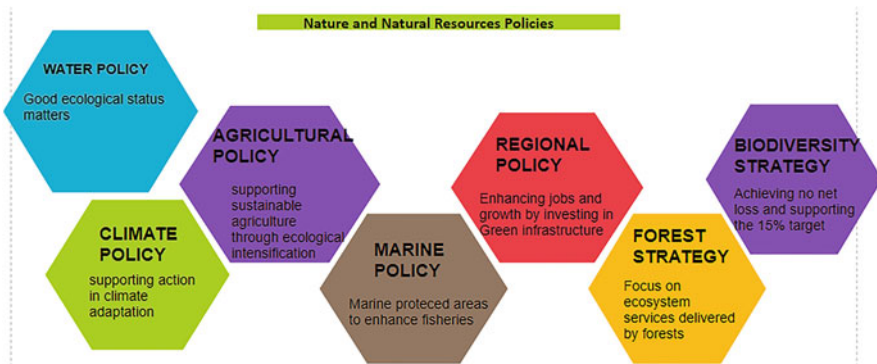 Nature and Natural Resources Policies
WATER POLICY
Good ecological status
matters
AGRICULTURAL
POLICY
supporting
sustainable
agriculture
through ecological
intensification
REGIONAL
POLICY
Enhancing jobs and
growth by investing in
Green infrastructure
BIODIVERSITY
STRATEGY
Achieving no net
loss and supporting
the 15% target
CLIMATE
POLICY
supporting action
in climate
adaptation
MARINE
POLICY
Marine proteced areas
to enhance fisheries
FOREST
STRATEGY
Focus on
ecosystem
services delivered
by forests